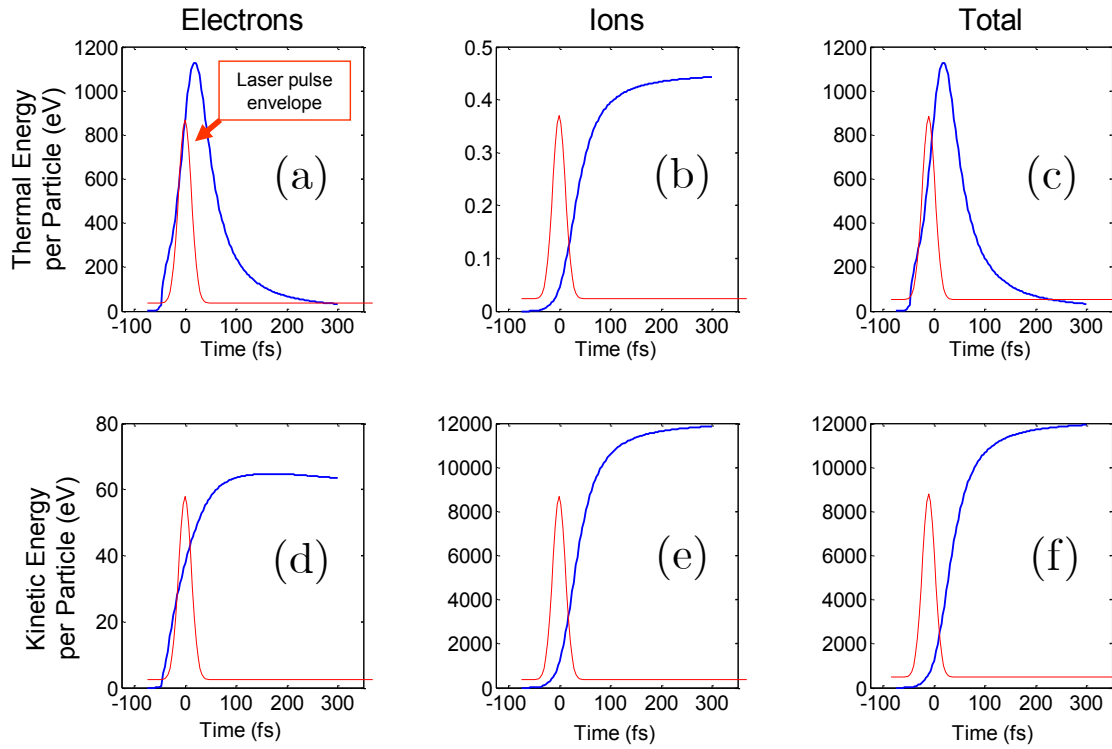 Electrons
Ions
Total
Thermal Energy
per Particle (eV)
1200
1000
800
600
400
200
0
Laser pulse
envelope
(a)
-100 0 100 200 300
Time (fs)
0.5
0.4
0.3
0.2
0.1
0
(b)
-100 0 100 200 300
Time (fs)
1200
1000
800
600
400
200
0
(c)
-100 0 100 200 300
Time (fs)
Kinetic Energy
per Particle (eV)
80
60
40
20
0
(d)
-100 0 100 200 300
Time (fs)
12000
10000
8000
6000
4000
2000
0
(e)
-100 0 100 200 300
Time (fs)
12000
10000
8000
6000
4000
2000
0
(f)
-100 0 100 200 300
Time (fs)